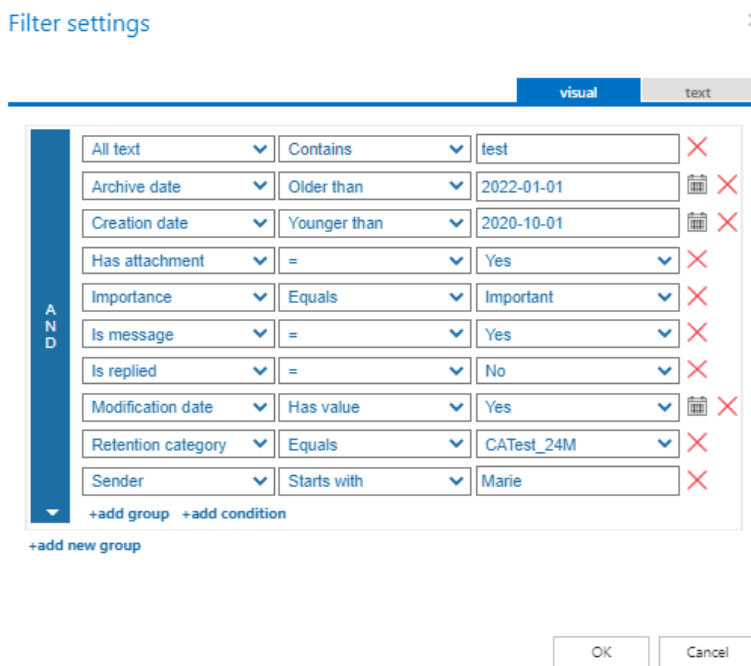 Filter settings
visual text
All text Contains test
Archive date Older than 2022-01-01
Creation date Younger than 2020-10-01
Has attachment = Yes
Importance Equals Important
AND
Is message = Yes
Is replied = No
Modification date Has value Yes
Retention category Equals CATest_24M
Sender Starts with Marie
+add group +add condition
+add new group
OK Cancel